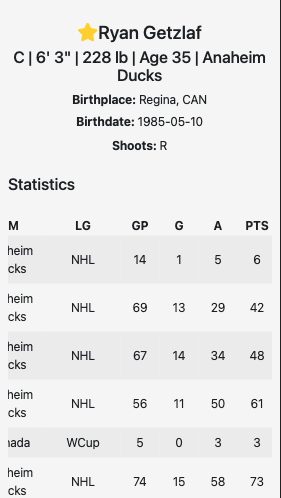 ⭐Ryan Getzlaf
C | 6' 3" | 228 lb | Age 35 | Anaheim
Ducks
Birthplace: Regina, CAN
Birthdate: 1985-05-10
Shoots: R
Statistics
M LG GP G A PTS
heim
cks NHL 14 1 5 6
heim
cks NHL 69 13 29 42
heim
cks NHL 67 14 34 48
heim
cks NHL 56 11 50 61
nada WCup 5 0 3 3
heim
cks NHL 74 15 58 73